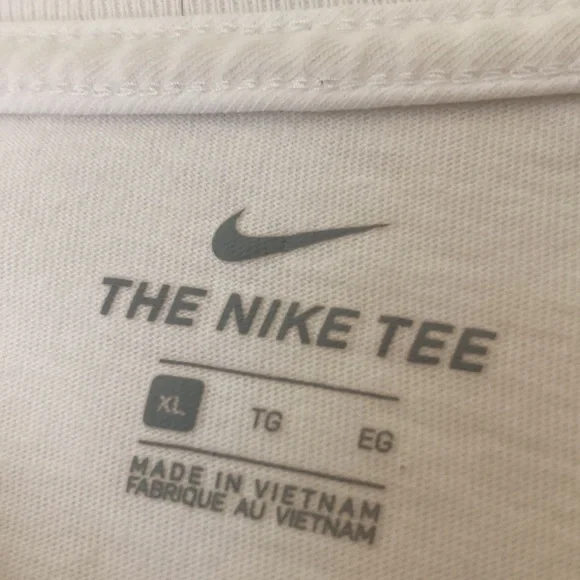 THE NIKE TEE
XL TG EG
MADE IN VIETNAM
FABRIQUE AU VIETNAM